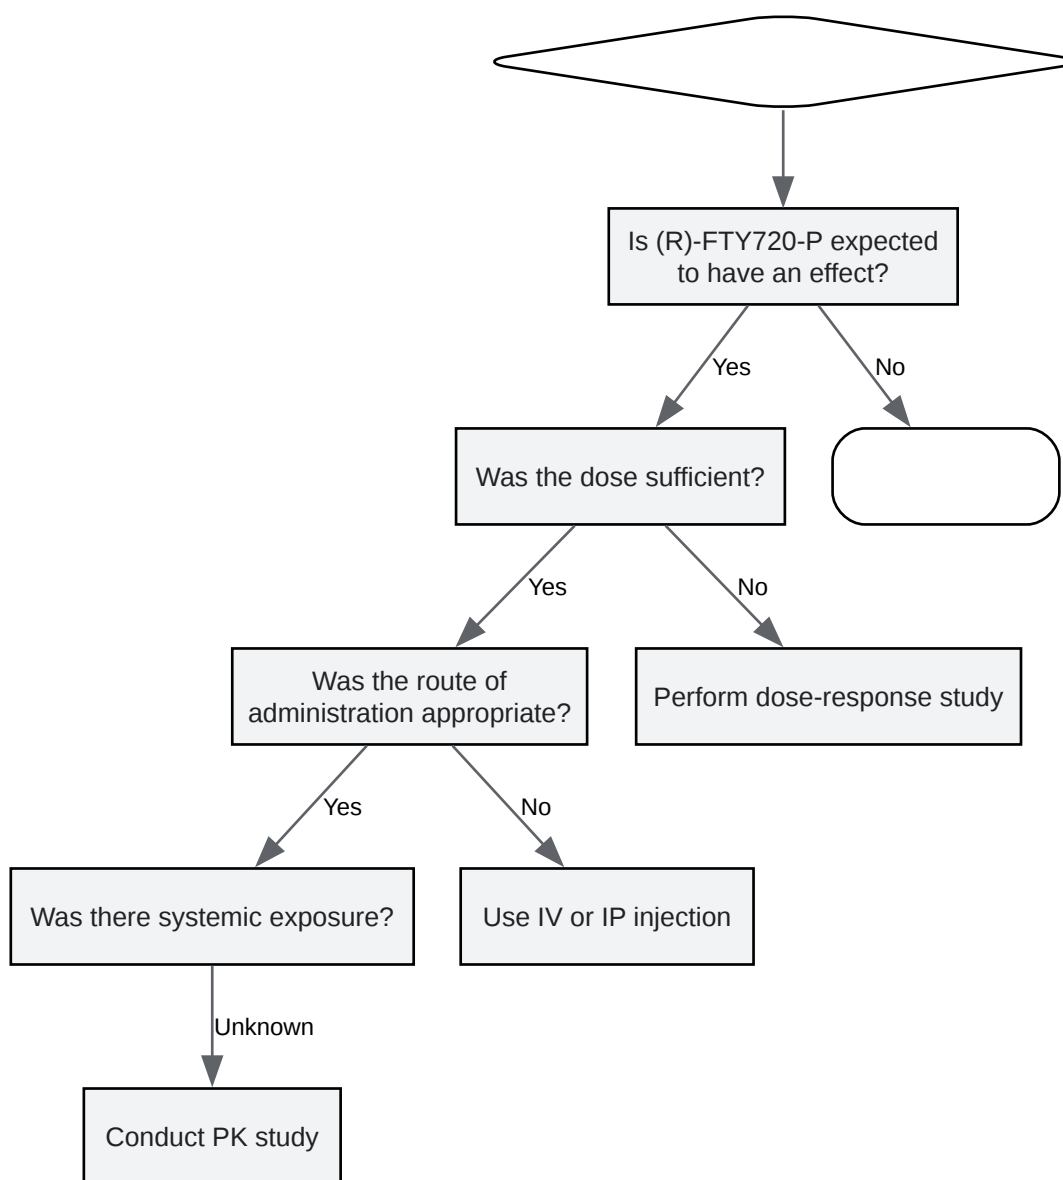 Is (R)-FTY720-P expected
to have an effect?
Yes
No
Was the dose sufficient?
Yes
No
Was the route of
administration appropriate?
Perform dose-response study
Yes
No
Was there systemic exposure?
Use IV or IP injection
Unknown
Conduct PK study